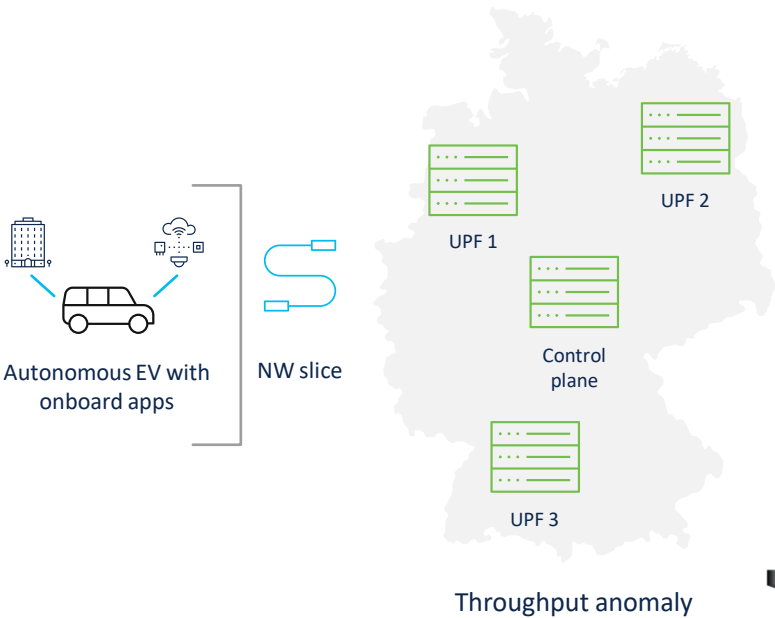 UPF 2
UPF 1
Control
plane
Autonomous EV with
onboard apps
NW slice
UPF 3
Throughput anomaly